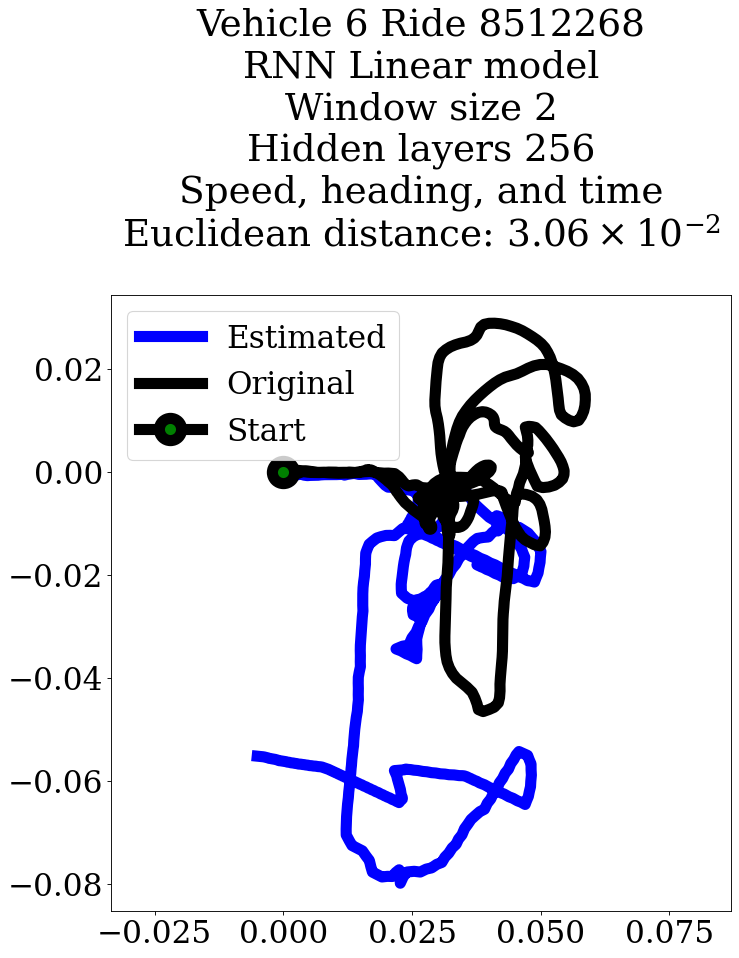 Vehicle 6 Ride 8512268
RNN Linear model
Window size 2
Hidden layers 256
Speed, heading, and time
Euclidean distance: 3.06 × 10⁻²
Estimated
Original
Start
0.02
0.00
−0.02
−0.04
−0.06
−0.08
−0.025 0.000 0.025 0.050 0.075